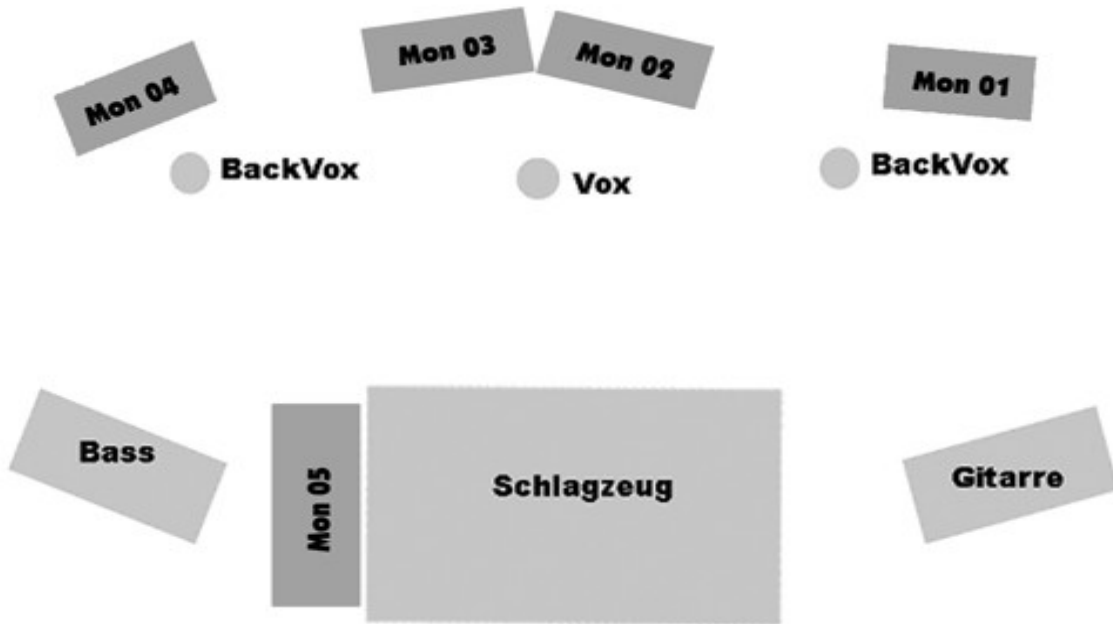 Mon 04
Mon 03
Mon 02
Mon 01
BackVox
Vox
BackVox
Bass
Mon 05
Schlagzeug
Gitarre